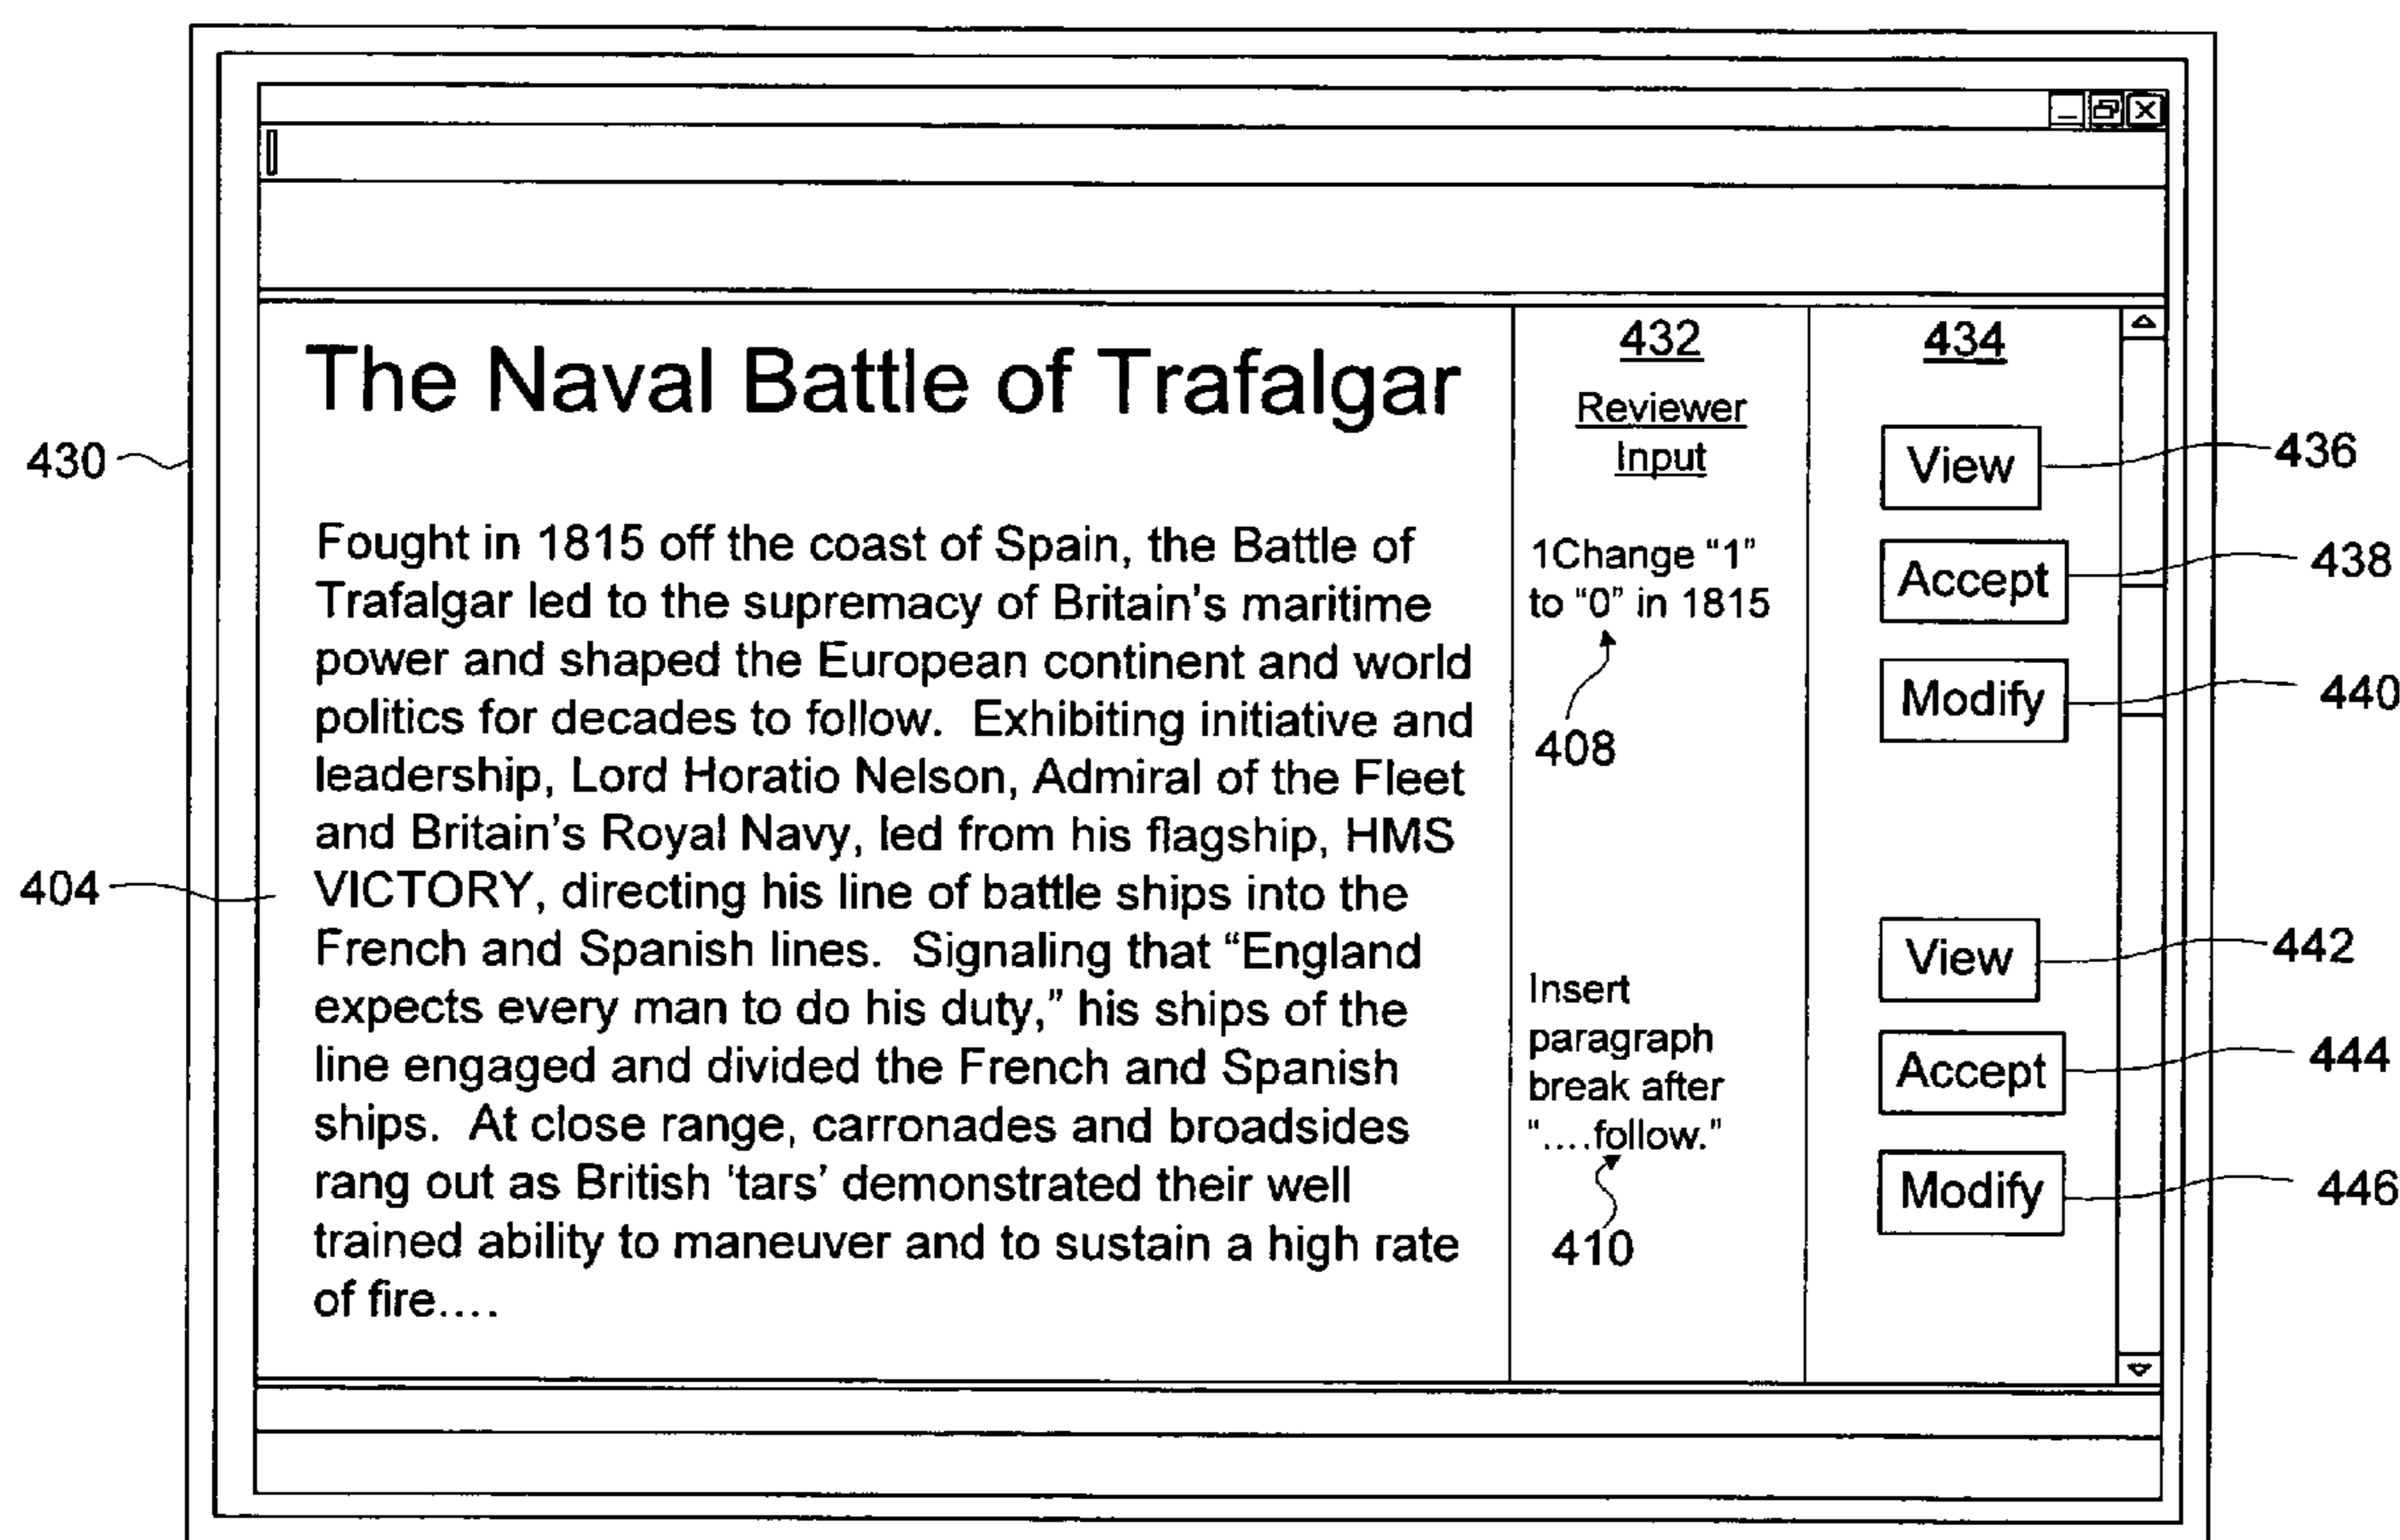 The Naval Battle of Trafalgar
Fought in 1815 off the coast of Spain, the Battle of
Trafalgar led to the supremacy of Britain's maritime
power and shaped the European continent and world
politics for decades to follow.  Exhibiting initiative and
leadership, Lord Horatio Nelson, Admiral of the Fleet
and Britain's Royal Navy, led from his flagship, HMS
VICTORY, directing his line of battle ships into the
French and Spanish lines.  Signaling that “England
expects every man to do his duty,” his ships of the
line engaged and divided the French and Spanish
ships.  At close range, carronades and broadsides
rang out as British 'tars' demonstrated their well
trained ability to maneuver and to sustain a high rate
of fire....
430
404
432
Reviewer
Input
1Change “1”
to “0” in 1815
408
Insert
paragraph
break after
“....follow.”
410
434
View
Accept
Modify
View
Accept
Modify
436
438
440
442
444
446